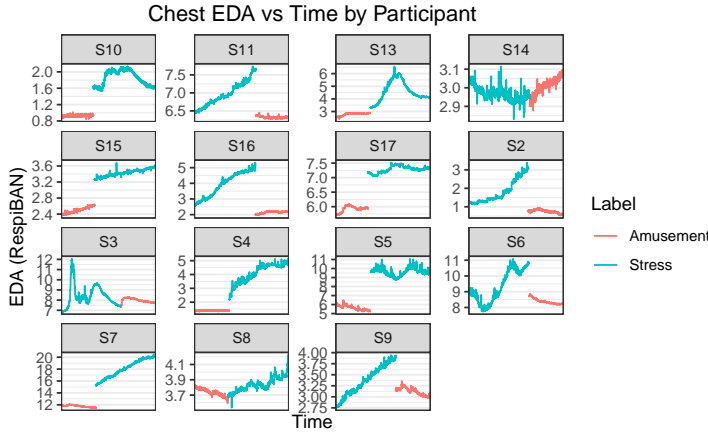 Chest EDA vs Time by Participant
S10 S11 S13 S14
2.0 7.5 6 3.1
1.6 7.0 5 3.0
1.2 6.5 4 2.9
0.8 6.0 3
S15 S16 S17 S2
3.6 5 7.5 3
3.2 4 7.0 2
2.8 3 6.5 1
2.4 2 6.0
S3 S4 S5 S6
12 5 11 11
11 4 10 10
10 3 9 9
9 2 8 8
8 7
7 6
5
S7 S8 S9
20 4.1 4.00
18 3.9 3.75
16 3.7 3.50
14 3.25
12 3.00
2.75
EDA (RespiBAN)
Time
Label
Amusement
Stress